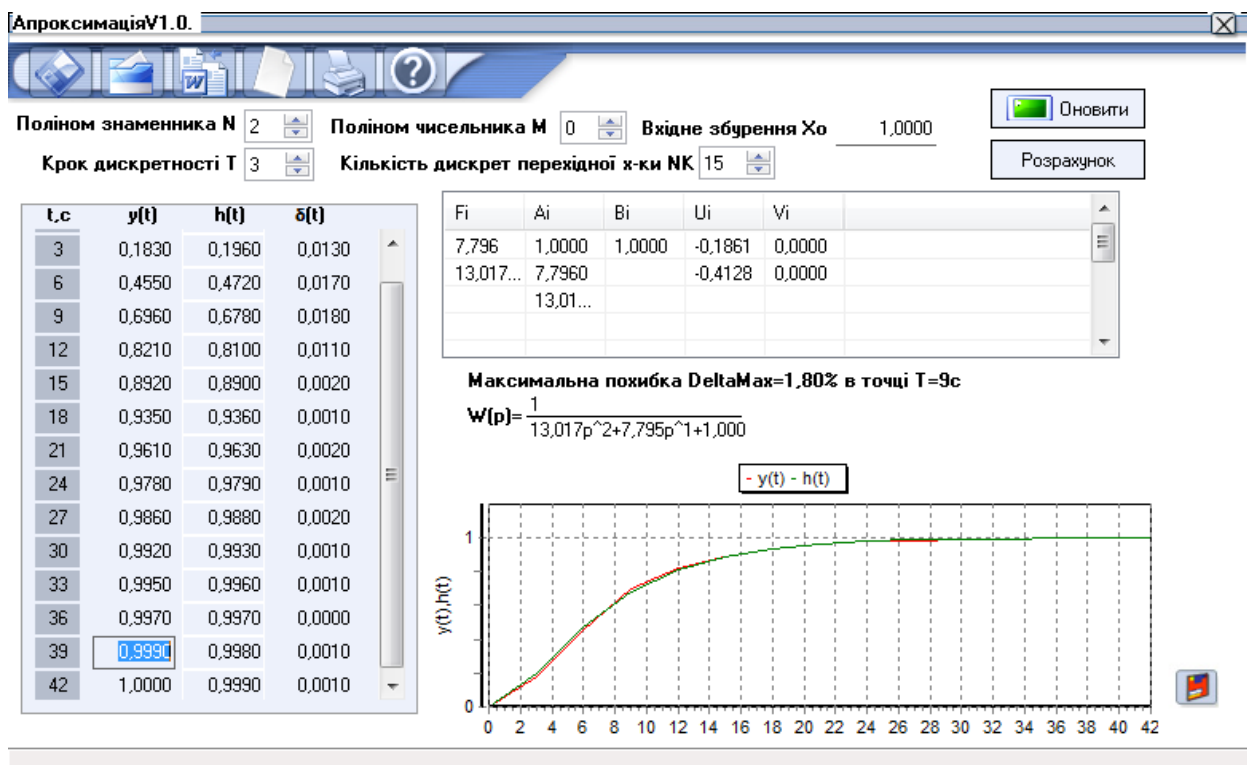 АпроксимаціяV1.0.
W
?
Поліном знаменника N 2 Поліном чисельника M 0 Вхідне збурення Xo 1,0000
Оновити
Крок дискретності T 3 Кількість дискрет перехідної х-ки NK 15
Розрахунок
t,c y(t) h(t) δ(t)
3 0,1830 0,1960 0,0130
6 0,4550 0,4720 0,0170
9 0,6960 0,6780 0,0180
12 0,8210 0,8100 0,0110
15 0,8920 0,8900 0,0020
18 0,9350 0,9360 0,0010
21 0,9610 0,9630 0,0020
24 0,9780 0,9790 0,0010
27 0,9860 0,9880 0,0020
30 0,9920 0,9930 0,0010
33 0,9950 0,9960 0,0010
36 0,9970 0,9970 0,0000
39 0,9990 0,9980 0,0010
42 1,0000 0,9990 0,0010
Fi Ai Bi Ui Vi
7,796 1,0000 1,0000 -0,1861 0,0000
13,017... 7,7960 -0,4128 0,0000
13,01...
Максимальна похибка DeltaMax=1,80% в точці T=9c
1
W(p)=
13,017p^2+7,795p^1+1,000
- y(t) - h(t)
y(t),h(t)
1
0
0 2 4 6 8 10 12 14 16 18 20 22 24 26 28 30 32 34 36 38 40 42